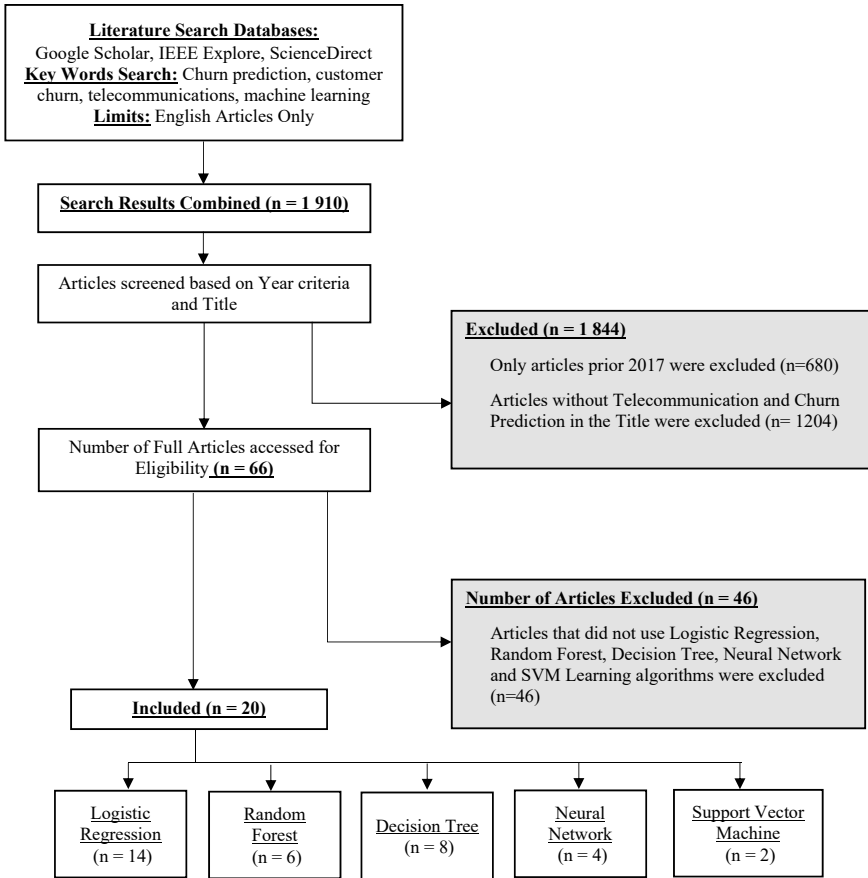 Literature Search Databases:
Google Scholar, IEEE Explore, ScienceDirect
Key Words Search: Churn prediction, customer
churn, telecommunications, machine learning
Limits: English Articles Only
Search Results Combined (n = 1 910)
Articles screened based on Year criteria
and Title
Excluded (n = 1 844)
Only articles prior 2017 were excluded (n=680)
Articles without Telecommunication and Churn
Prediction in the Title were excluded (n= 1204)
Number of Full Articles accessed for
Eligibility (n = 66)
Number of Articles Excluded (n = 46)
Articles that did not use Logistic Regression,
Random Forest, Decision Tree, Neural Network
and SVM Learning algorithms were excluded
(n=46)
Included (n = 20)
Logistic
Regression
(n = 14)
Random
Forest
(n = 6)
Decision Tree
(n = 8)
Neural
Network
(n = 4)
Support Vector
Machine
(n = 2)